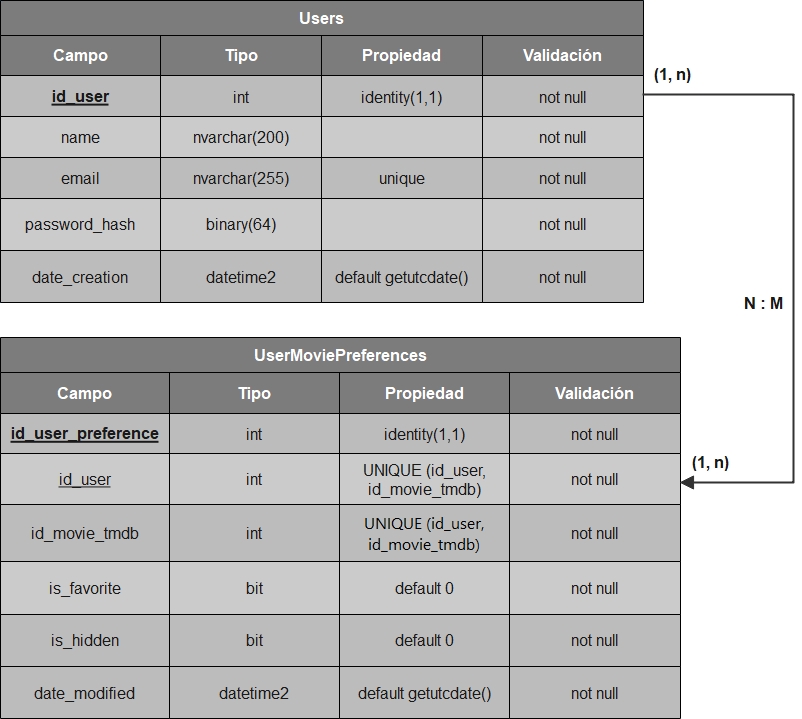 Users
Campo Tipo Propiedad Validación
id_user int identity(1,1) not null
name nvarchar(200) not null
email nvarchar(255) unique not null
password_hash binary(64) not null
date_creation datetime2 default getutcdate() not null
(1, n)
N : M
UserMoviePreferences
Campo Tipo Propiedad Validación
id_user_preference int identity(1,1) not null
id_user int UNIQUE (id_user, id_movie_tmdb) not null
(1, n)
id_movie_tmdb int UNIQUE (id_user, id_movie_tmdb) not null
is_favorite bit default 0 not null
is_hidden bit default 0 not null
date_modified datetime2 default getutcdate() not null